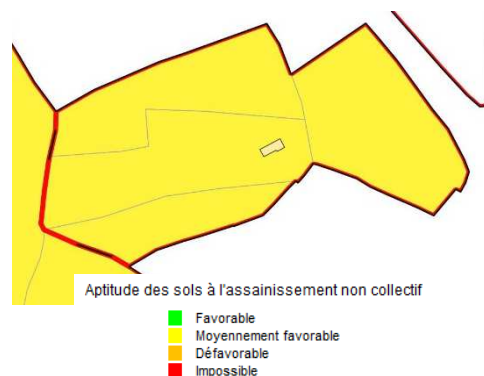 Aptitude des sols à l'assainissement non collectif
Favorable
Moyennement favorable
Défavorable
Impossible